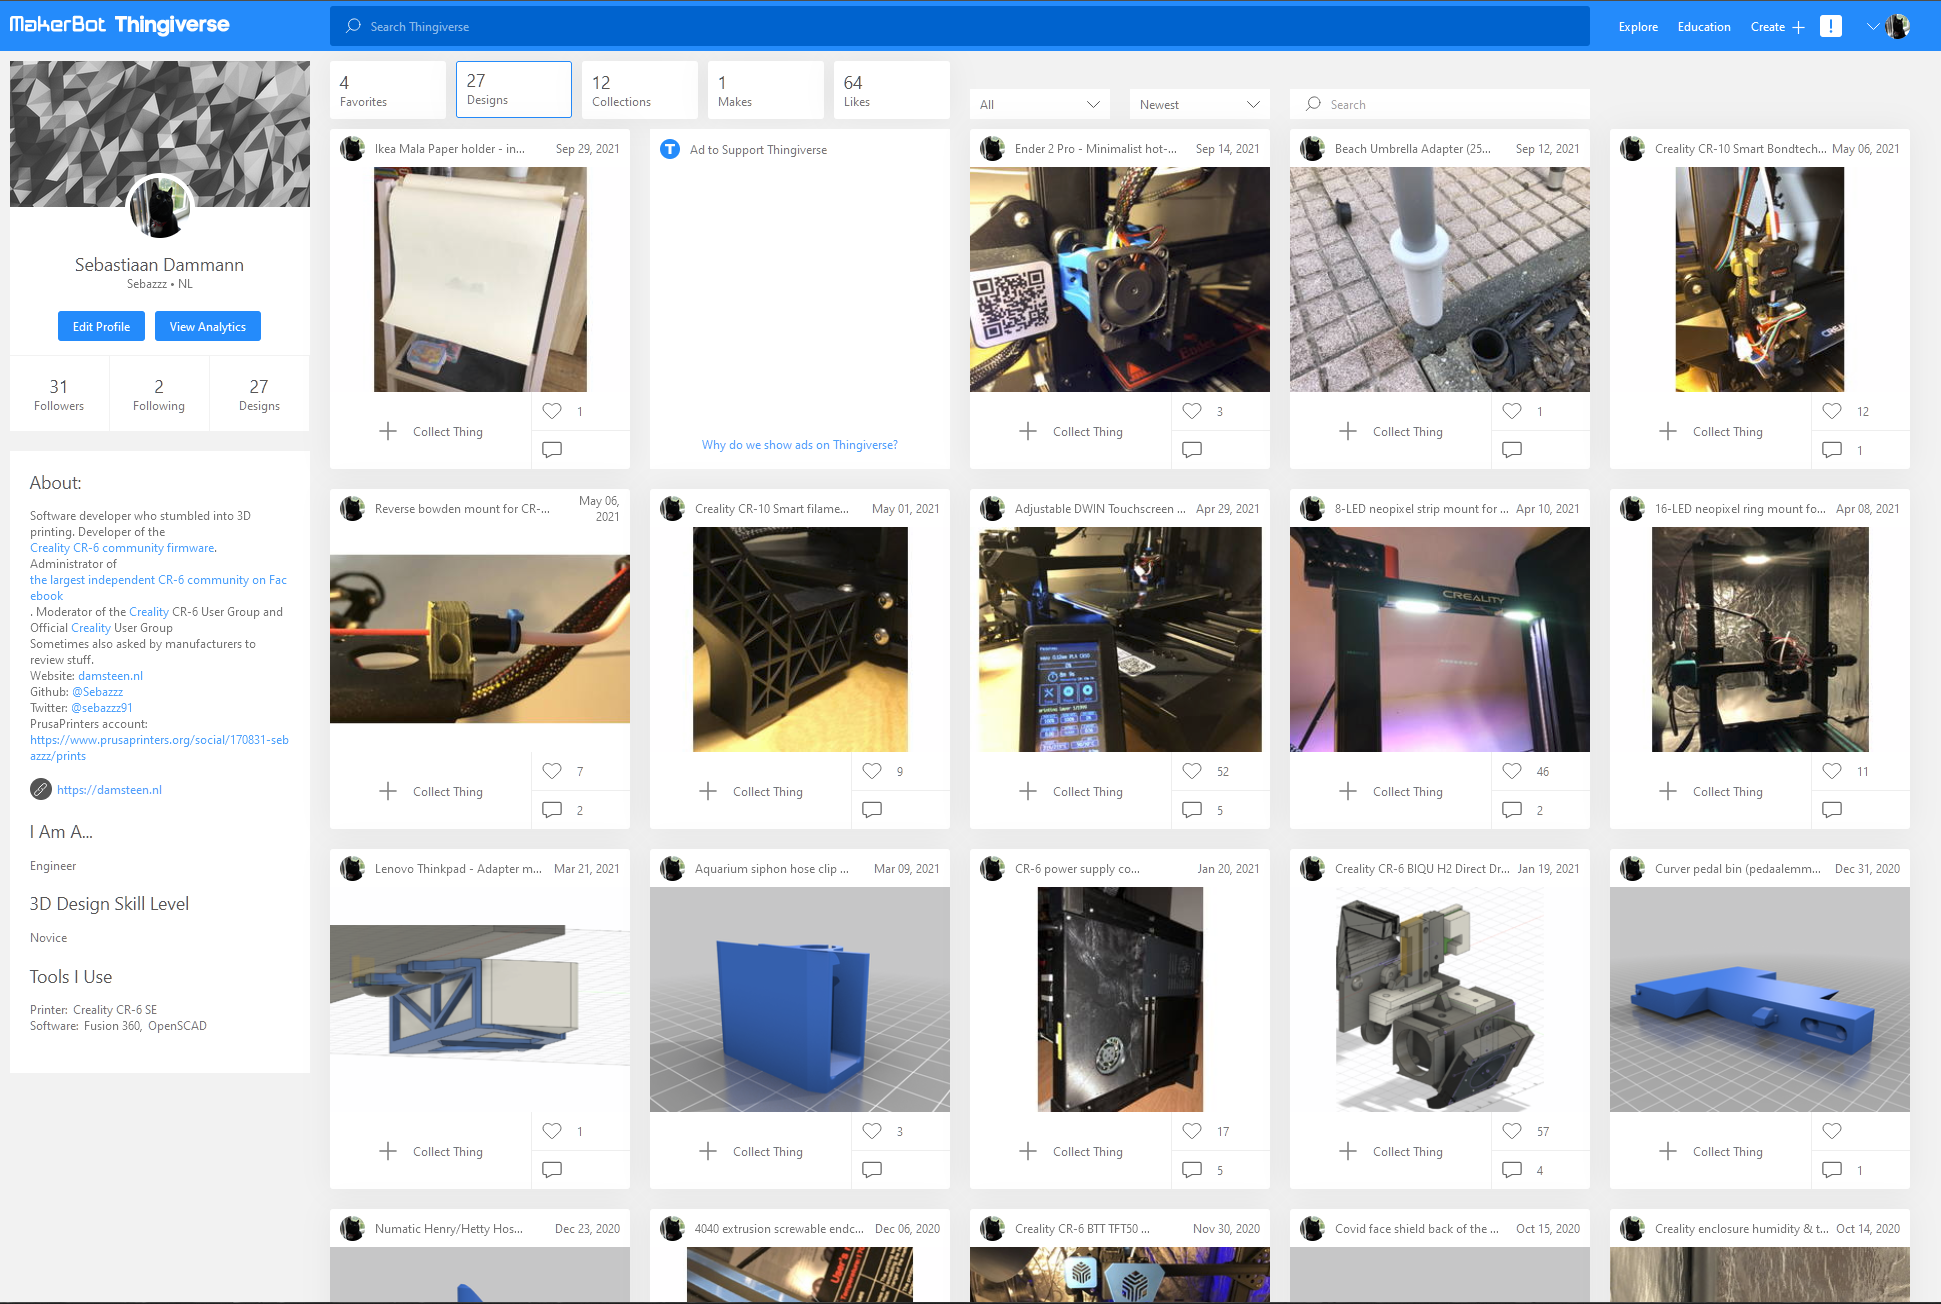 MakerBot Thingiverse
Search Thingiverse
Explore
Education
Create
!
4
Favorites
27
Designs
12
Collections
1
Makes
64
Likes
All
Newest
Search
Sebastiaan Dammann
Sebazzz • NL
Edit Profile
View Analytics
31
Followers
2
Following
27
Designs
About:
Software developer who stumbled into 3D
printing. Developer of the
Creality CR-6 community firmware.
Administrator of
the largest independent CR-6 community on Fac
ebook
. Moderator of the Creality CR-6 User Group and
Official Creality User Group
Sometimes also asked by manufacturers to
review stuff.
Website: damsteen.nl
Github: @Sebazzz
Twitter: @sebazzz91
PrusaPrinters account:
https://www.prusaprinters.org/social/170831-seb
azzz/prints
https://damsteen.nl
I Am A...
Engineer
3D Design Skill Level
Novice
Tools I Use
Printer: Creality CR-6 SE
Software: Fusion 360, OpenSCAD
Ikea Mala Paper holder - in...
Sep 29, 2021
Collect Thing
1
Ad to Support Thingiverse
Why do we show ads on Thingiverse?
Ender 2 Pro - Minimalist hot-...
Sep 14, 2021
Ender
Collect Thing
3
Beach Umbrella Adapter (25...
Sep 12, 2021
Collect Thing
1
Creality CR-10 Smart Bondtech...
May 06, 2021
Collect Thing
12
1
Reverse bowden mount for CR-...
May 06,
2021
Collect Thing
7
2
Creality CR-10 Smart filame...
May 01, 2021
Collect Thing
9
Adjustable DWIN Touchscreen ...
Apr 29, 2021
Collect Thing
52
5
8-LED neopixel strip mount for ...
Apr 10, 2021
CREALITY
Collect Thing
46
2
16-LED neopixel ring mount fo...
Apr 08, 2021
Collect Thing
11
Lenovo Thinkpad - Adapter m...
Mar 21, 2021
Collect Thing
1
Aquarium siphon hose clip ...
Mar 09, 2021
Collect Thing
3
CR-6 power supply co...
Jan 20, 2021
Collect Thing
17
5
Creality CR-6 BIQU H2 Direct Dr...
Jan 19, 2021
Collect Thing
57
4
Curver pedal bin (pedaalemm...
Dec 31, 2020
Collect Thing
1
Numatic Henry/Hetty Hos...
Dec 23, 2020
4040 extrusion screwable endc...
Dec 06, 2020
User's
Creality CR-6 BTT TFT50 ...
Nov 30, 2020
Covid face shield back of the ...
Oct 15, 2020
Creality enclosure humidity & t...
Oct 14, 2020